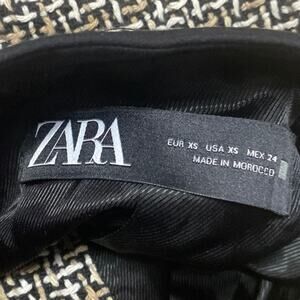 ZARA
EUR XS USA XS MEX 24
MADE IN MOROCCO